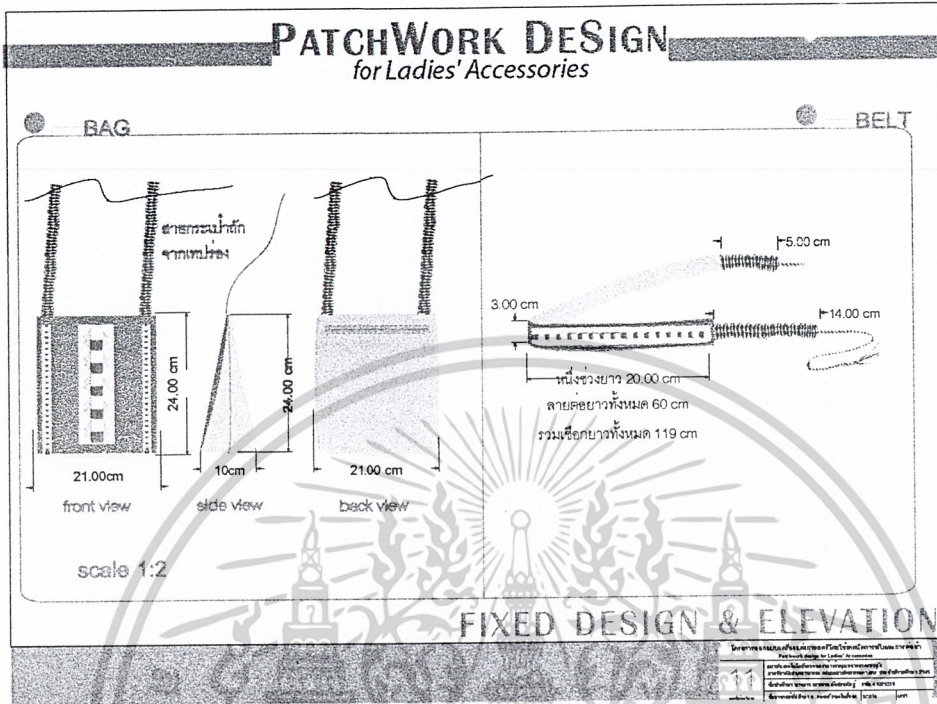 PATCHWORK DESIGN
for Ladies' Accessories
BAG
BELT
สายกระเป๋าถัก
จากเทปร่อง
24.00 cm
24.00 cm
21.00cm
10cm
21.00 cm
front view
side view
back view
scale 1:2
5.00 cm
3.00 cm
14.00 cm
หนึ่งช่วงยาว 20.00 cm
ลายต่อยาวทั้งหมด 60 cm
รวมเชือกยาวทั้งหมด 119 cm
FIXED DESIGN & ELEVATION
Patchwork design for Ladies' Accessories